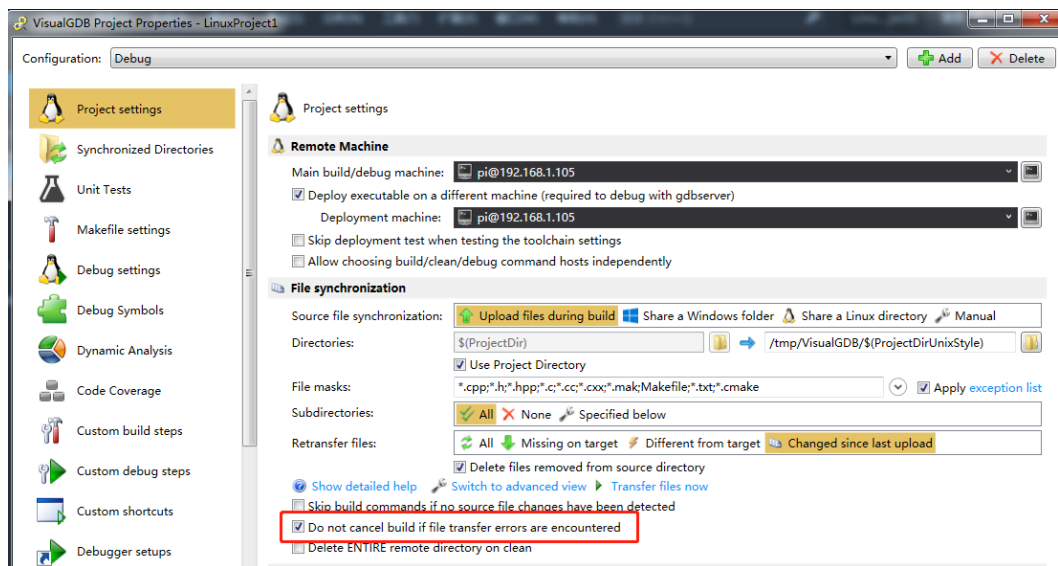 VisualGDB Project Properties - LinuxProject1
Configuration: Debug Add Delete
Project settings
Synchronized Directories
Unit Tests
Makefile settings
Debug settings
Debug Symbols
Dynamic Analysis
Code Coverage
Custom build steps
Custom debug steps
Custom shortcuts
Debugger setups
Project settings
Remote Machine
Main build/debug machine: pi@192.168.1.105
Deploy executable on a different machine (required to debug with gdbserver)
Deployment machine: pi@192.168.1.105
Skip deployment test when testing the toolchain settings
Allow choosing build/clean/debug command hosts independently
File synchronization
Source file synchronization: Upload files during build Share a Windows folder Share a Linux directory Manual
Directories: $(ProjectDir) /tmp/VisualGDB/$(ProjectDirUnixStyle)
Use Project Directory
File masks: *.cpp;*.h;*.hpp;*.c;*.cc;*.cxx;*.mak;Makefile;*.txt;*.cmake Apply exception list
Subdirectories: All None Specified below
Retransfer files: All Missing on target Different from target Changed since last upload
Delete files removed from source directory
Show detailed help Switch to advanced view Transfer files now
Skip build commands if no source file changes have been detected
Do not cancel build if file transfer errors are encountered
Delete ENTIRE remote directory on clean